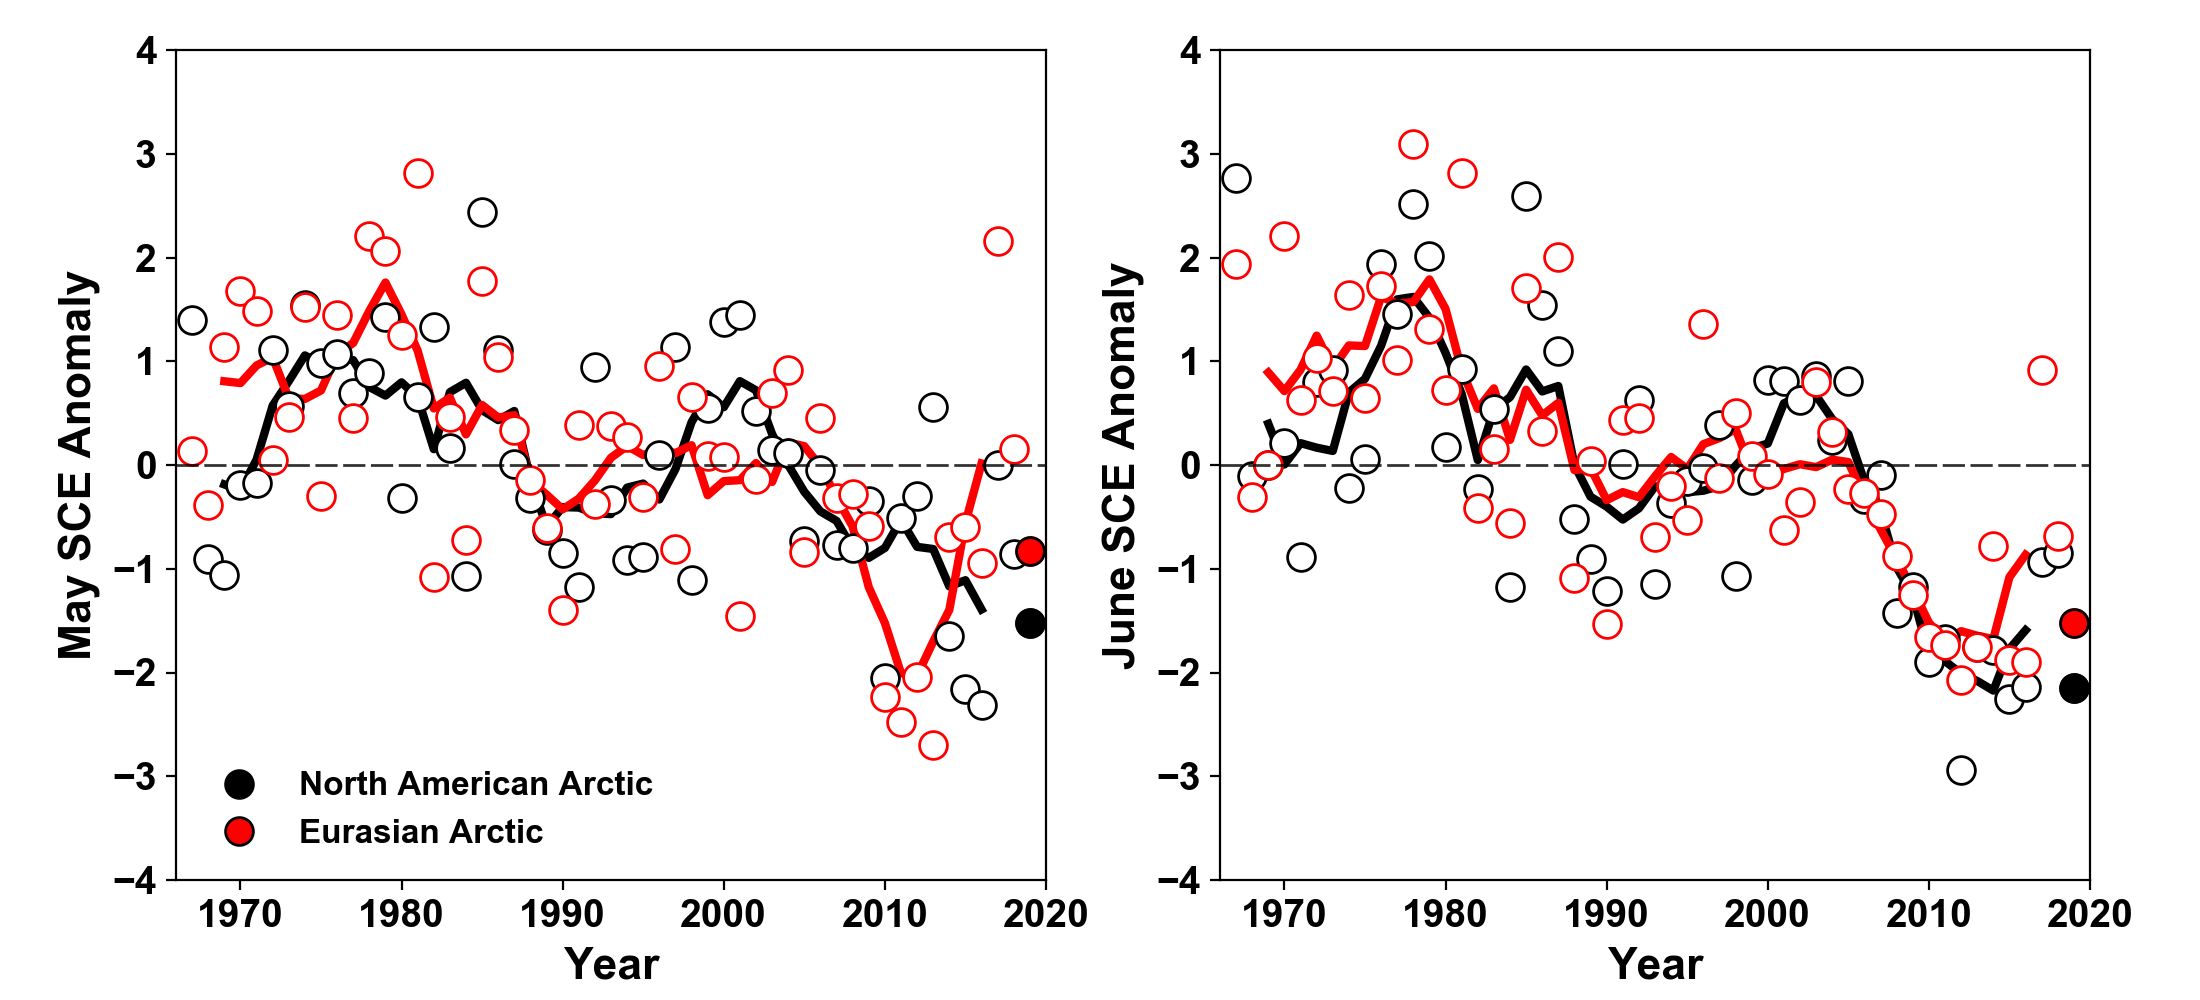 May SCE Anomaly
4
3
2
1
0
−1
−2
−3
−4
North American Arctic
Eurasian Arctic
1970 1980 1990 2000 2010 2020
Year
June SCE Anomaly
4
3
2
1
0
−1
−2
−3
−4
1970 1980 1990 2000 2010 2020
Year